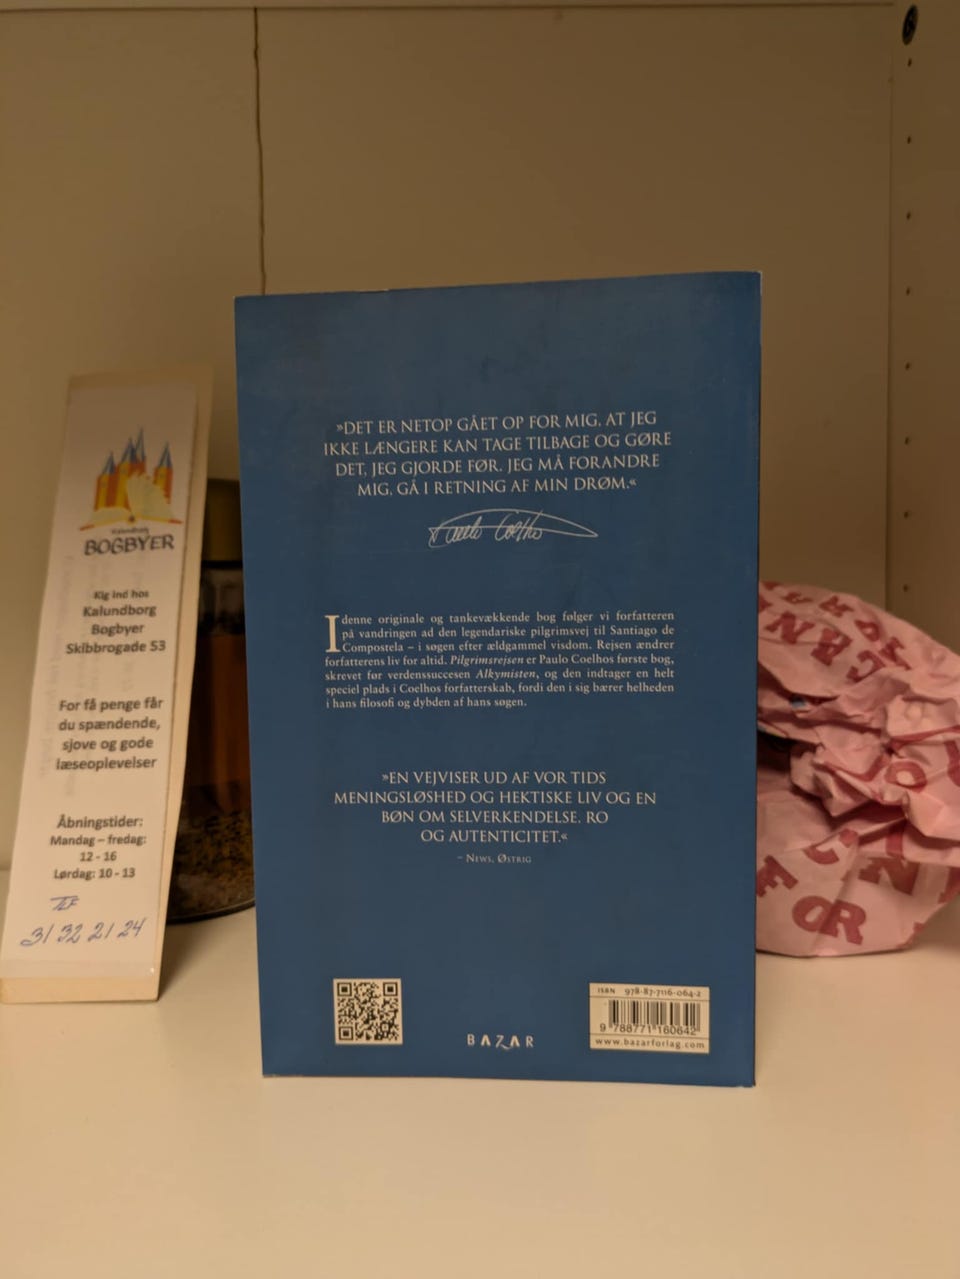 Kalundborg
BOGBYER
Kig ind hos
Kalundborg
Bogbyer
Skibbrogade 53
For få penge får
du spændende,
sjove og gode
læseoplevelser
Åbningstider:
Mandag – fredag:
12 - 16
Lørdag: 10 - 13
TLF
31 32 21 24
»DET ER NETOP GÅET OP FOR MIG, AT JEG
IKKE LÆNGERE KAN TAGE TILBAGE OG GØRE
DET, JEG GJORDE FØR. JEG MÅ FORANDRE
MIG, GÅ I RETNING AF MIN DRØM.«
Paulo Coelho
I denne originale og tankevækkende bog følger vi forfatteren
på vandringen ad den legendariske pilgrimsvej til Santiago de
Compostela – i søgen efter ældgammel visdom. Rejsen ændrer
forfatterens liv for altid. Pilgrimsrejsen er Paulo Coelhos første bog,
skrevet før verdenssuccesen Alkymisten, og den indtager en helt
speciel plads i Coelhos forfatterskab, fordi den i sig bærer helheden
i hans filosofi og dybden af hans søgen.
»EN VEJVISER UD AF VOR TIDS
MENINGSLØSHED OG HEKTISKE LIV OG EN
BØN OM SELVERKENDELSE, RO
OG AUTENTICITET.«
– NEWS, ØSTRIG
BAZAR
ISBN 978-87-7116-064-2
9 788771 160642
www.bazarforlag.com
FOR